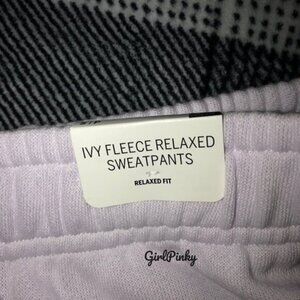 IVY FLEECE RELAXED
SWEATPANTS
RELAXED FIT
GirlPinky